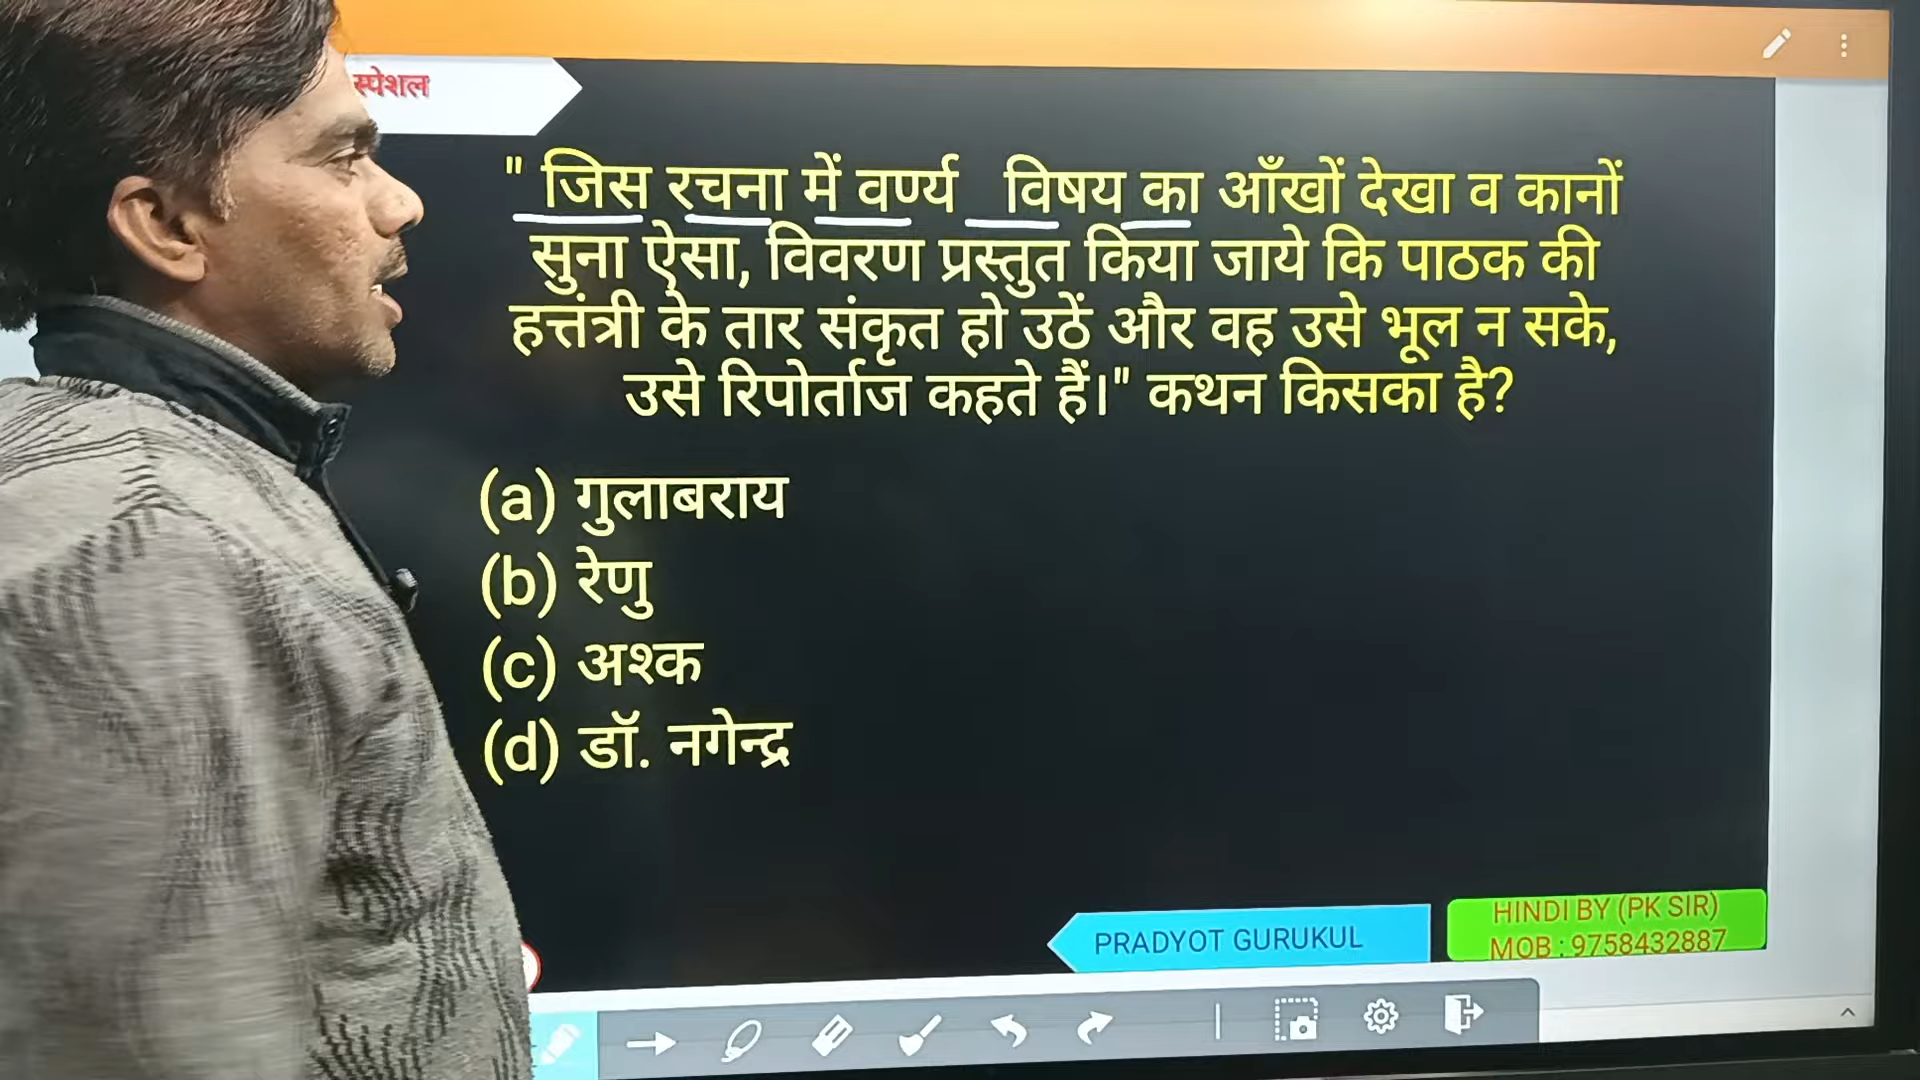 स्पेशल
" जिस रचना में वर्ण्य विषय का आँखों देखा व कानों
सुना ऐसा, विवरण प्रस्तुत किया जाये कि पाठक की
हत्तंत्री के तार संकृत हो उठें और वह उसे भूल न सके,
उसे रिपोर्ताज कहते हैं।" कथन किसका है?
(a) गुलाबराय
(b) रेणु
(c) अश्क
(d) डॉ. नगेन्द्र
PRADYOT GURUKUL
HINDI BY (PK SIR)
MOB : 9758432887